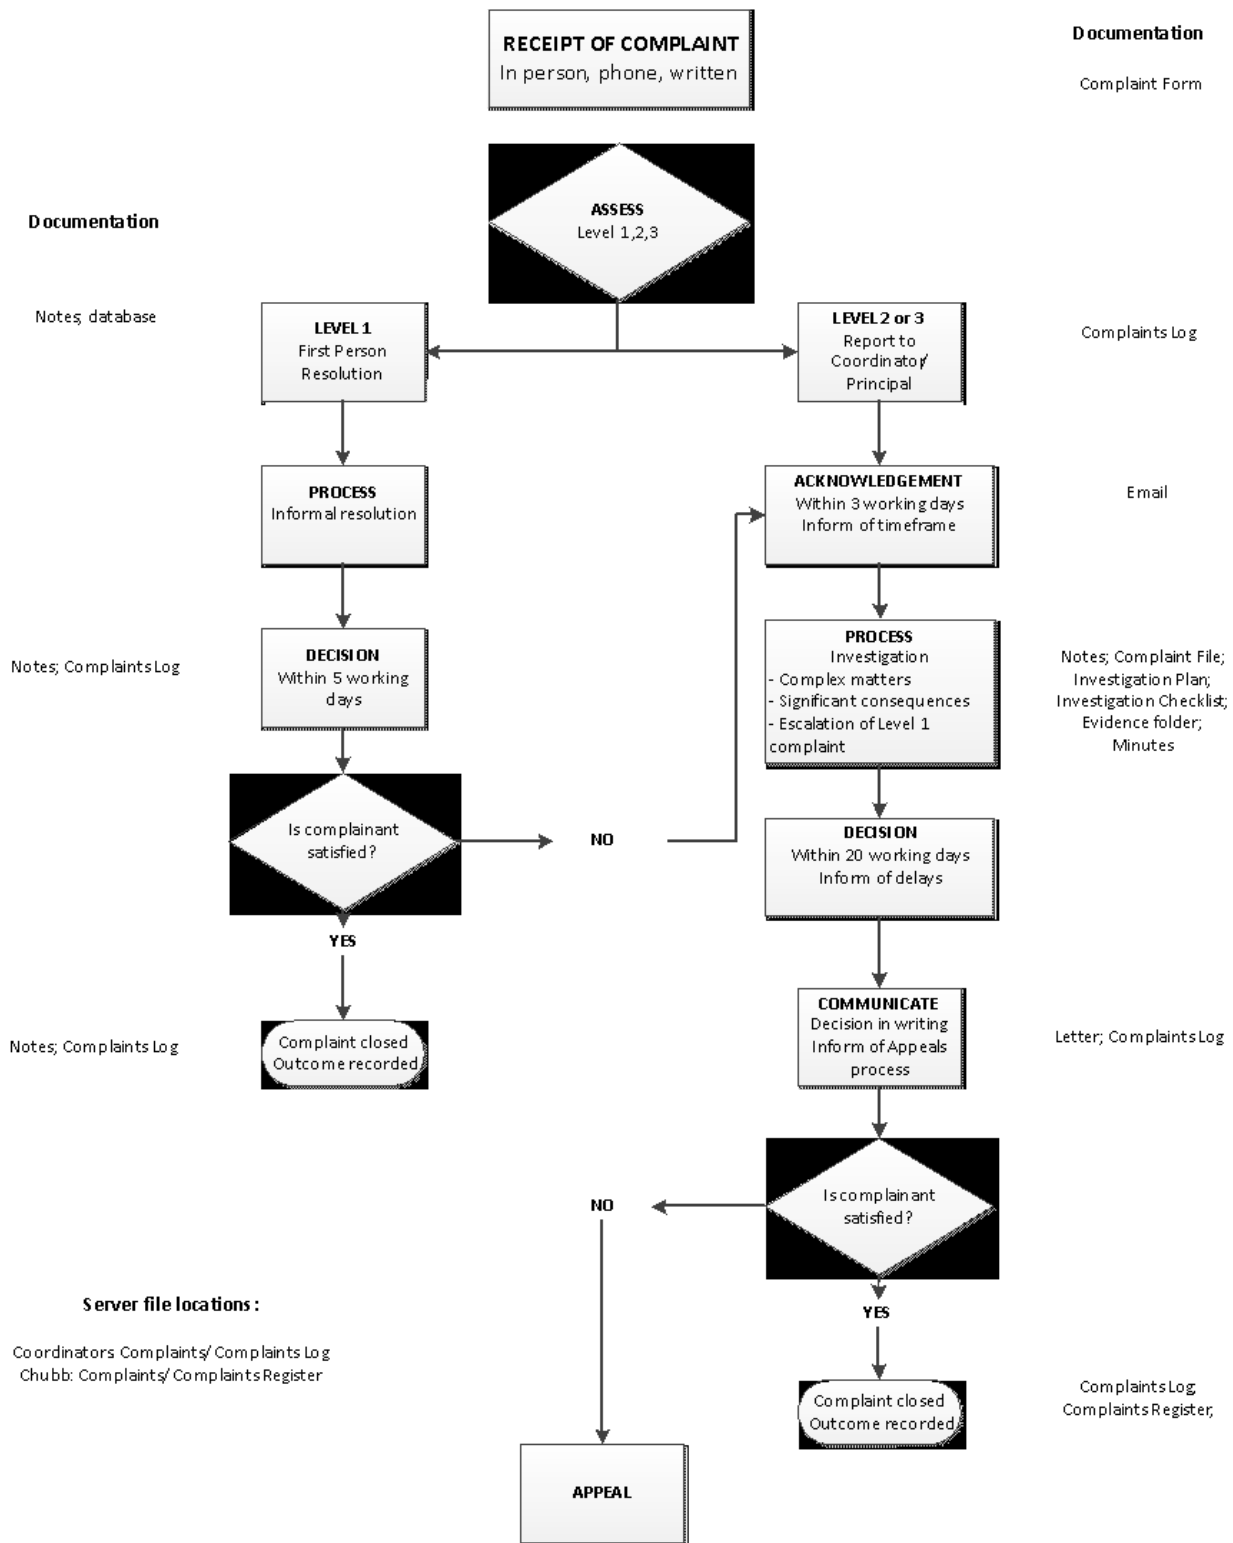 RECEIPT OF COMPLAINT
In person, phone, written
Documentation
Complaint Form
ASSESS
Level 1,2,3
Documentation
Notes; database
LEVEL 1
First Person
Resolution
LEVEL 2 or 3
Report to
Coordinator/
Principal
Complaints Log
PROCESS
Informal resolution
ACKNOWLEDGEMENT
Within 3 working days
Inform of timeframe
Email
Notes; Complaints Log
DECISION
Within 5 working
days
PROCESS
Investigation
- Complex matters
- Significant consequences
- Escalation of Level 1
complaint
Notes; Complaint File;
Investigation Plan;
Investigation Checklist;
Evidence folder;
Minutes
Is complainant
satisfied?
NO
DECISION
Within 20 working days
Inform of delays
YES
Notes; Complaints Log
Complaint closed
Outcome recorded
COMMUNICATE
Decision in writing
Inform of Appeals
process
Letter; Complaints Log
Is complainant
satisfied?
NO
YES
Server file locations:
Coordinators Complaints/ Complaints Log
Chubb: Complaints/ Complaints Register
Complaint closed
Outcome recorded
Complaints Log;
Complaints Register;
APPEAL